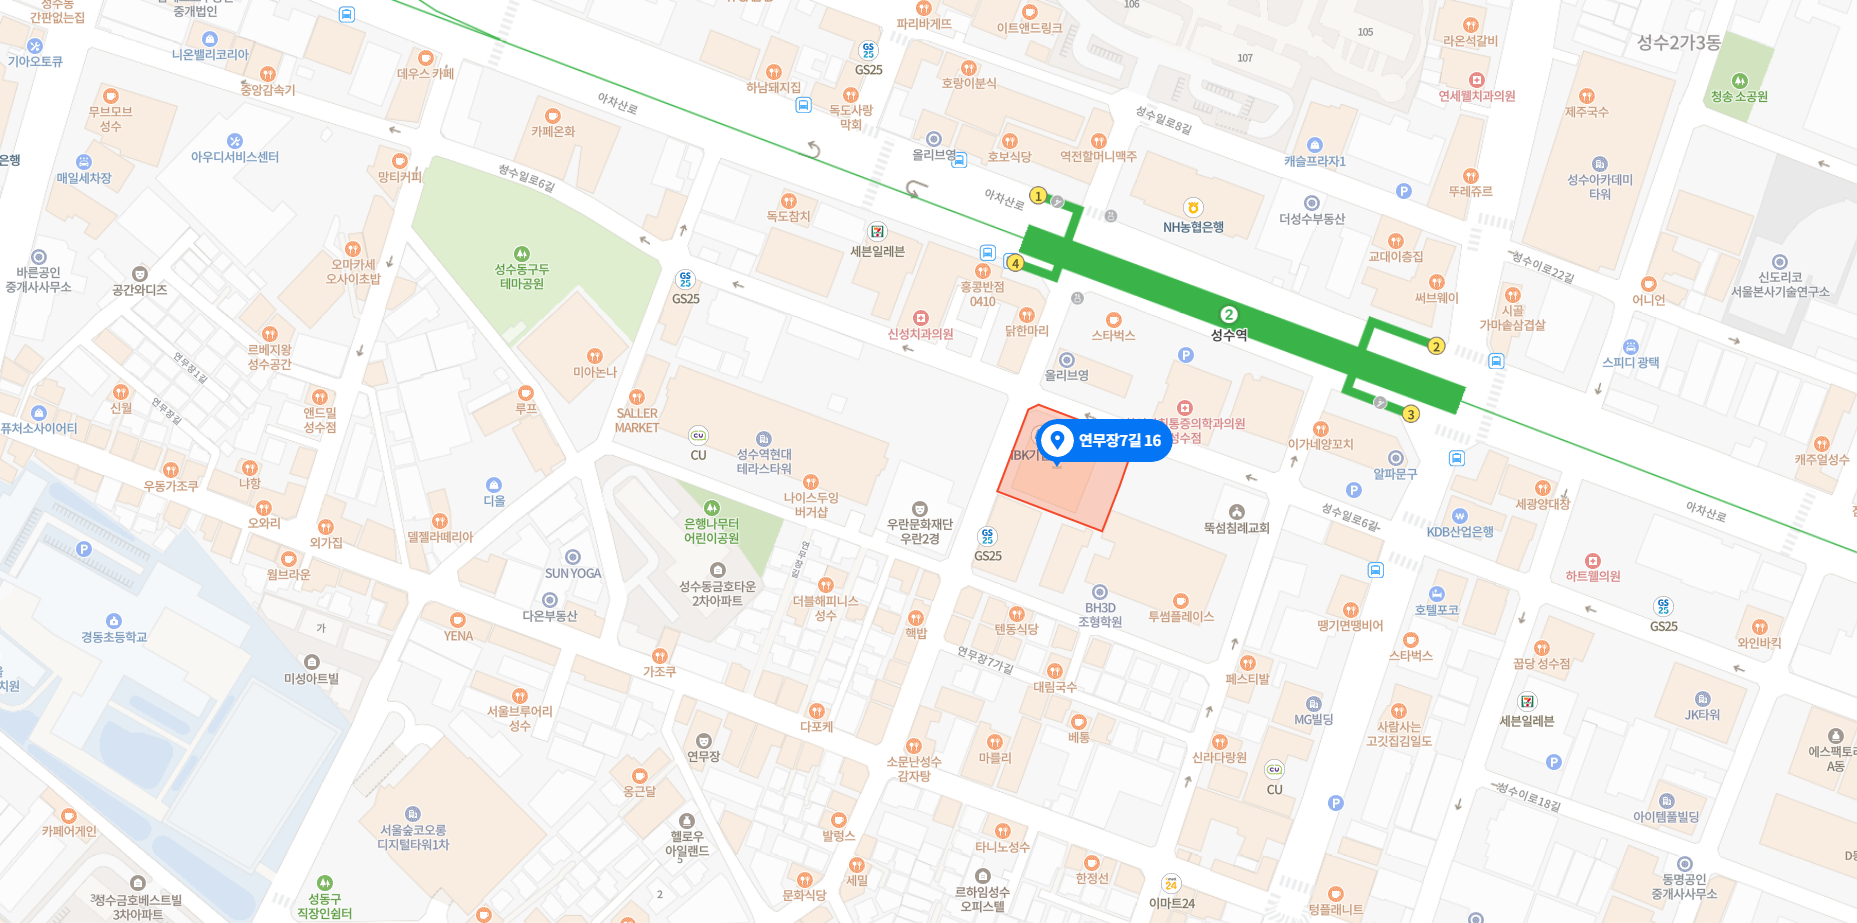 성수동
간판없는집
중개법인
기아오토큐
니온밸리코리아
중앙감속기
데우스 카페
무브모브
성수
은행
매일세차장
아우디서비스센터
망티커피
카페온화
성수일로6길
아차산로
하남돼지집
GS25
파리바게뜨
이트앤드링크
독도사랑
막회
호랑이분식
올리브영
호보식당
역전할머니맥주
성수일로8길
106
107
105
라온석갈비
연세웰치과의원
성수2가3동
청송 소공원
제주국수
캐슬프라자1
뚜레쥬르
성수아카데미
타워
더성수부동산
NH농협은행
아차산로
1
4
독도참치
세븐일레븐
홍콩반점
0410
신성치과의원
닭한마리
스타벅스
올리브영
2
성수역
2
3
교대이층집
써브웨이
시골
가마솥삼겹살
성수이로22길
어니언
신도리코
서울본사기술연구소
스피디 광택
바른공인
중개사사무소
공간와디즈
오마카세
오사이초밥
성수동구두
테마공원
GS25
르베지왕
성수공간
연무장1길
연무장길
신월
퓨처소사이어티
앤드밀
성수점
미아논나
루프
SALLER
MARKET
CU
성수역현대
테라스타워
나이스두잉
버거샵
우동가조쿠
냐항
오와리
외가집
디올
델젤라떼리아
은행나무터
어린이공원
우란문화재단
우란2경
GS25
연무장7길 16
성수점
이가네양꼬치
알파문구
뚝섬침례교회
성수일로6길
KDB산업은행
세광양대창
캐주얼성수
아차산로
하트웰의원
호텔포코
GS25
와인바킥
웜브라운
SUN YOGA
다온부동산
성수동금호타운
2차아파트
더블해피니스
성수
핵밥
텐동식당
BH3D
조형학원
투썸플레이스
땡기면땡비어
스타벅스
꿉당 성수점
경동초등학교
가
미성아트빌
YENA
가조쿠
연무장7가길
대림국수
페스티발
MG빌딩
사람사는
고깃집김일도
세븐일레븐
JK타워
에스팩토리
A동
서울브루어리
성수
연무장
다포케
소문난성수
감자탕
마를리
베통
신라다랑원
CU
성수이로18길
아이템풀빌딩
카페어게인
서울숲코오롱
디지털타워1차
옹근달
헬로우
아일랜드
5
발럽스
타니노성수
한정선
이마트24
동명공인
중개사사무소
성수금호베스트빌
3차아파트
성동구
직장인쉼터
2
문화식당
세밀
르하임성수
오피스텔
텅플래니트